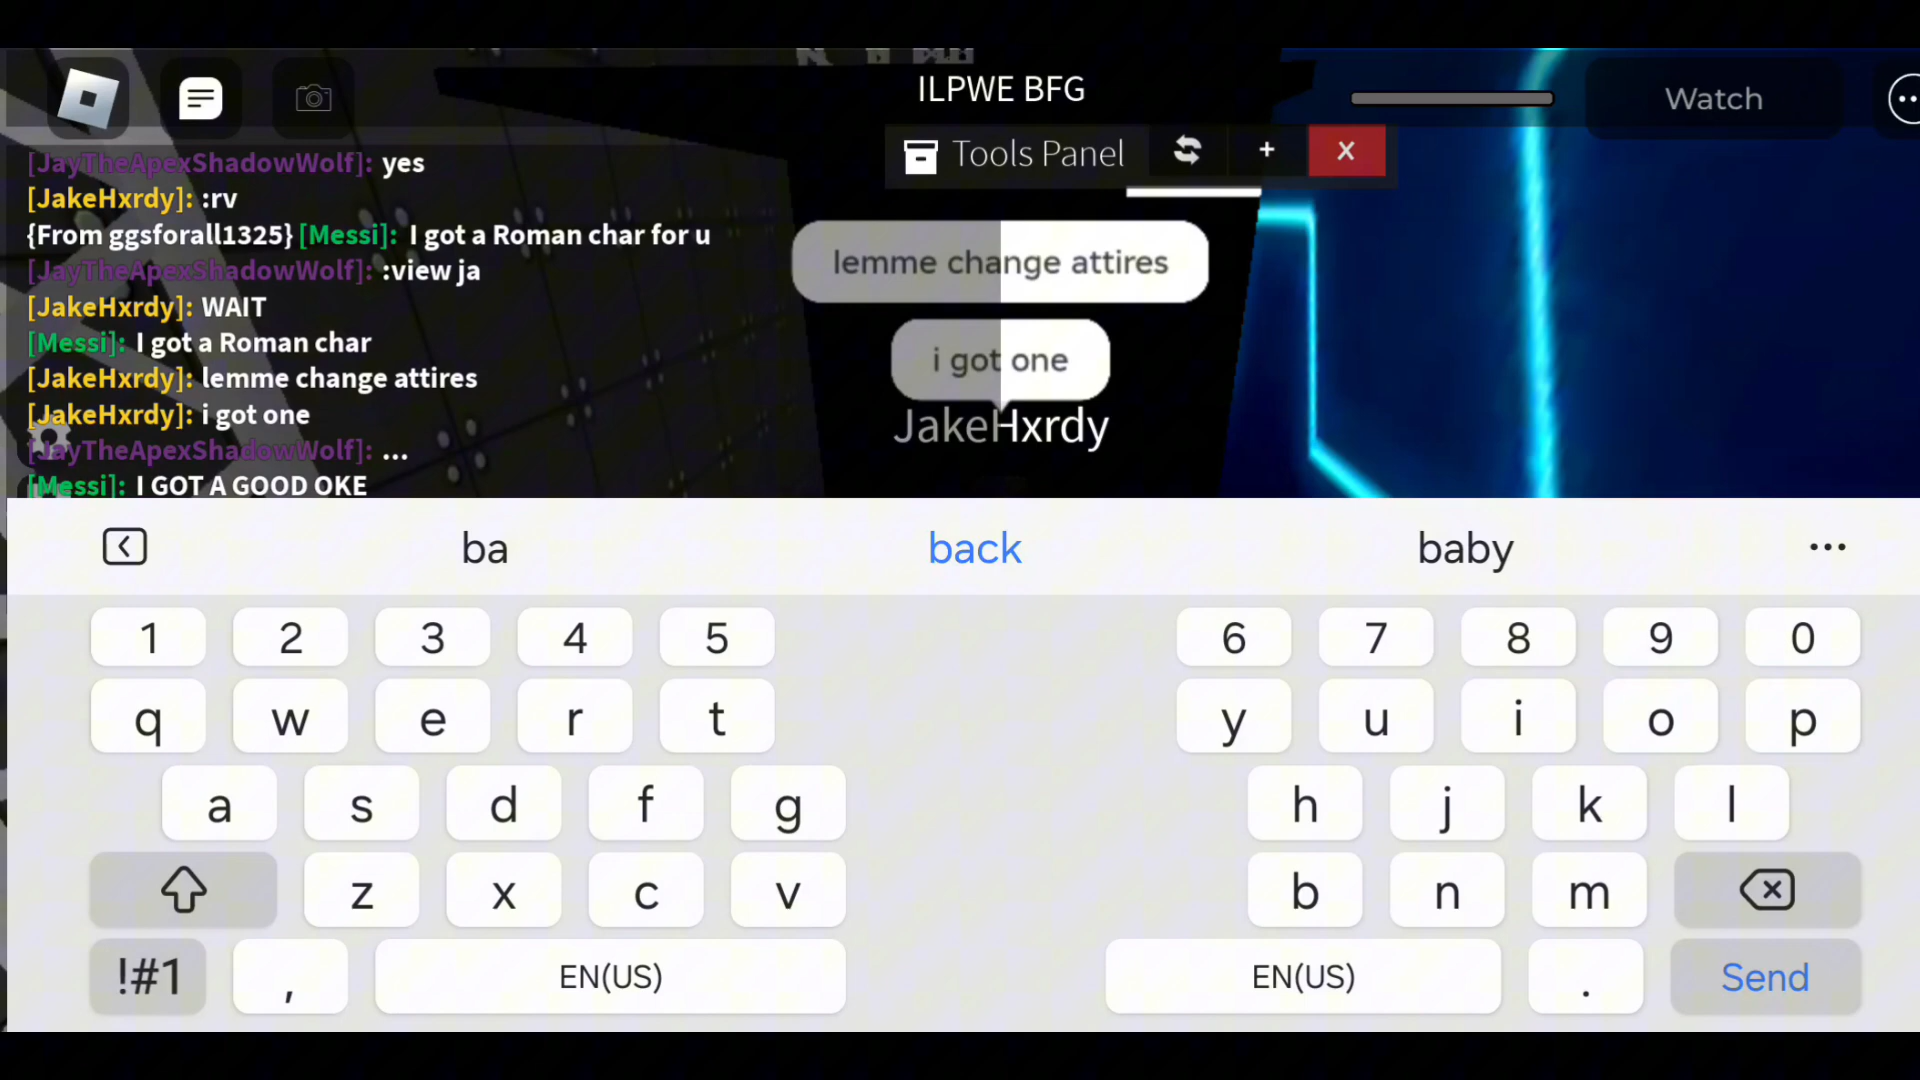 ILPWE BFG
Watch
Tools Panel
+
X
[JayTheApexShadowWolf]: yes
[JakeHxrdy]: :rv
{From ggsforall1325} [Messi]: I got a Roman char for u
[JayTheApexShadowWolf]: :view ja
[JakeHxrdy]: WAIT
[Messi]: I got a Roman char
[JakeHxrdy]: lemme change attires
[JakeHxrdy]: i got one
[JayTheApexShadowWolf]: ...
[Messi]: I GOT A GOOD OKE
lemme change attires
i got one
JakeHxrdy
ba back baby
1 2 3 4 5 6 7 8 9 0
q w e r t y u i o p
a s d f g h j k l
z x c v b n m
!#1 , EN(US) EN(US) . Send